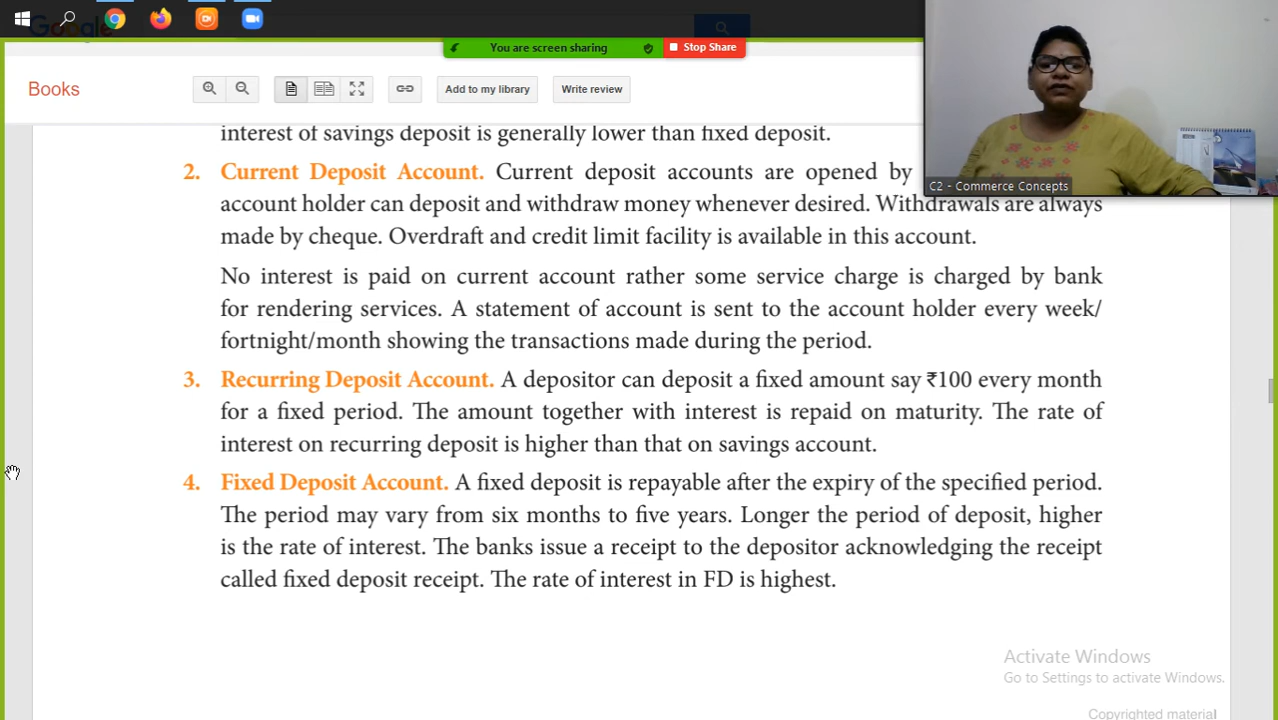 Google
You are screen sharing
Stop Share
Books
Add to my library
Write review
C2 - Commerce Concepts
interest of savings deposit is generally lower than fixed deposit.
2. Current Deposit Account. Current deposit accounts are opened by
account holder can deposit and withdraw money whenever desired. Withdrawals are always
made by cheque. Overdraft and credit limit facility is available in this account.
No interest is paid on current account rather some service charge is charged by bank
for rendering services. A statement of account is sent to the account holder every week/
fortnight/month showing the transactions made during the period.
3. Recurring Deposit Account. A depositor can deposit a fixed amount say ₹100 every month
for a fixed period. The amount together with interest is repaid on maturity. The rate of
interest on recurring deposit is higher than that on savings account.
4. Fixed Deposit Account. A fixed deposit is repayable after the expiry of the specified period.
The period may vary from six months to five years. Longer the period of deposit, higher
is the rate of interest. The banks issue a receipt to the depositor acknowledging the receipt
called fixed deposit receipt. The rate of interest in FD is highest.
Activate Windows
Go to Settings to activate Windows.
Copyrighted material